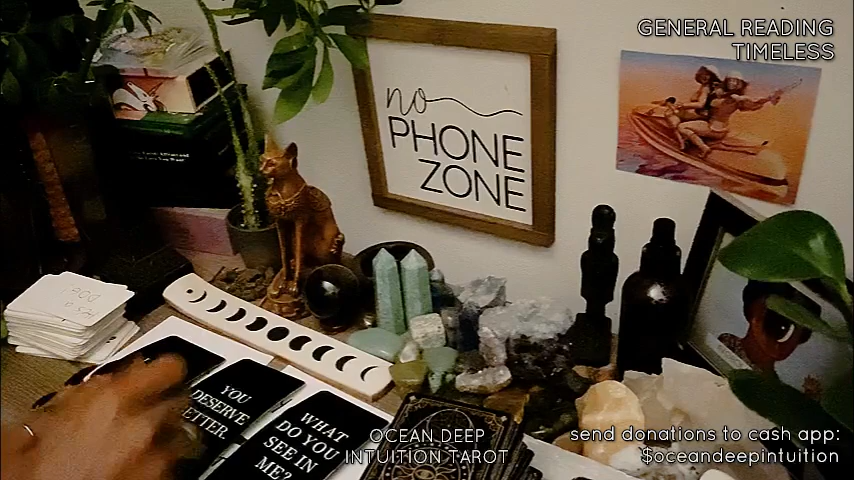 GENERAL READING
TIMELESS
no
PHONE
ZONE
YOU
DESERVE
ETTER.
WHAT
DO YOU
SEE IN
ME?
OCEAN DEEP
INTUITION TAROT
send donations to cash app:
$oceandeepintuition